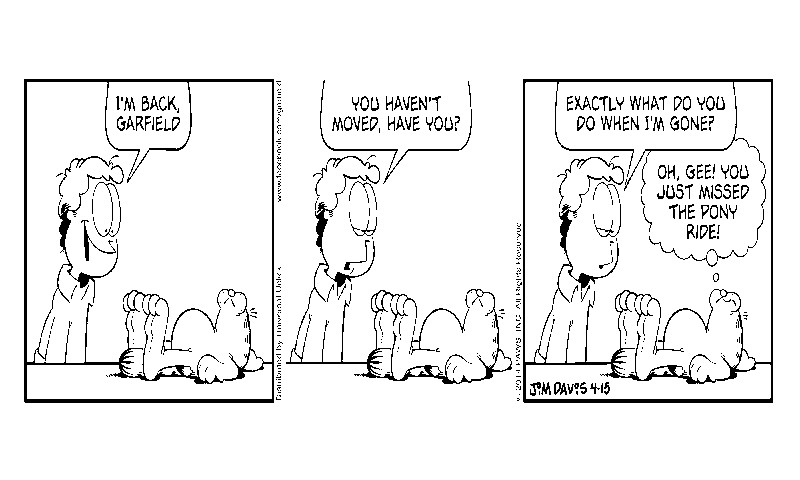 I'M BACK,
GARFIELD
YOU HAVEN'T
MOVED, HAVE YOU?
EXACTLY WHAT DO YOU
DO WHEN I'M GONE?
OH, GEE! YOU
JUST MISSED
THE PONY
RIDE!
JIM DAVIS 4-15